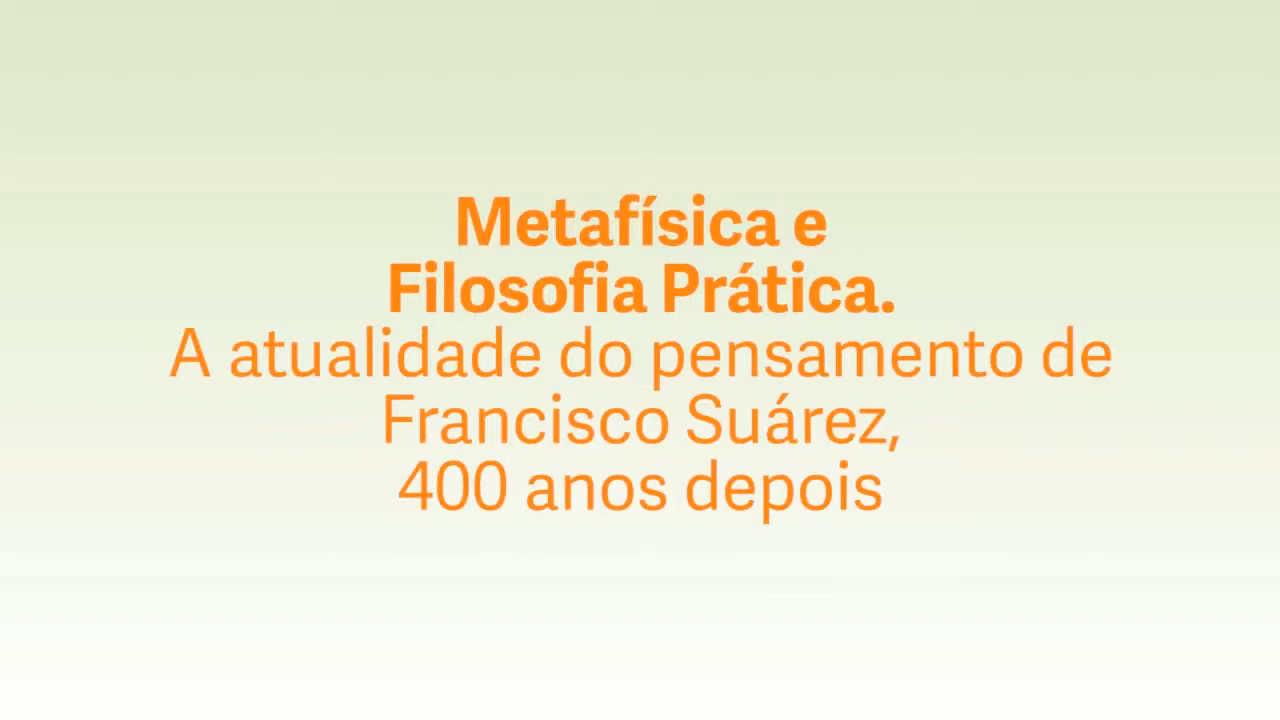 Metafísica e
Filosofia Prática.
A atualidade do pensamento de
Francisco Suárez,
400 anos depois